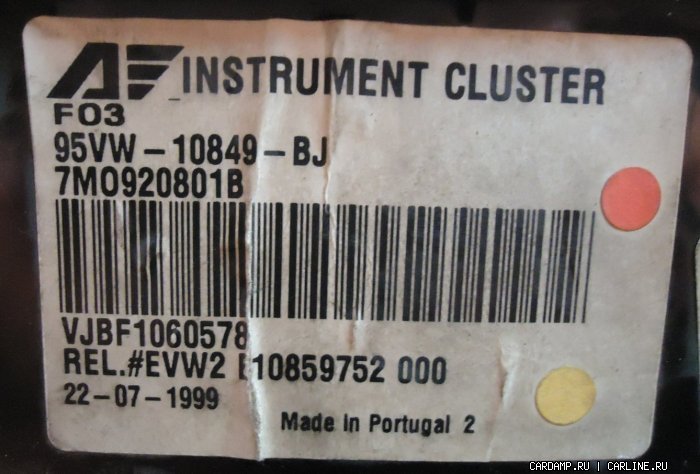 AF INSTRUMENT CLUSTER
F03
95VW-10849-BJ
7M0920801B
VJBF1060578
REL.#EVW2 E10859752 000
22-07-1999
Made in Portugal 2
CARDAMP.RU | CARLINE.RU